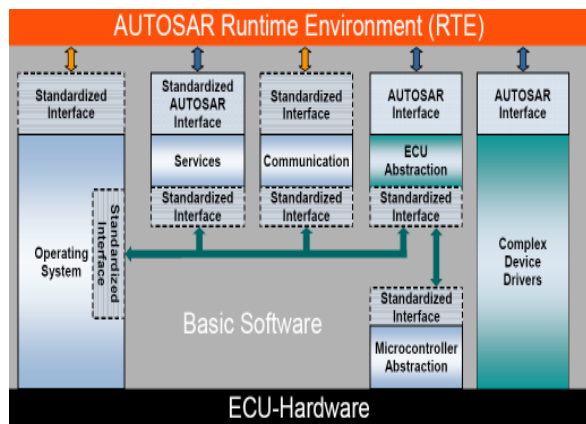 AUTOSAR Runtime Environment (RTE)
Standardized
Interface
Standardized
AUTOSAR
Interface
Standardized
Interface
AUTOSAR
Interface
AUTOSAR
Interface
Services
Communication
ECU
Abstraction
Standardized
Interface
Standardized
Interface
Standardized
Interface
Operating
System
Standardized
Interface
Complex
Device
Drivers
Basic Software
Standardized
Interface
Microcontroller
Abstraction
ECU-Hardware